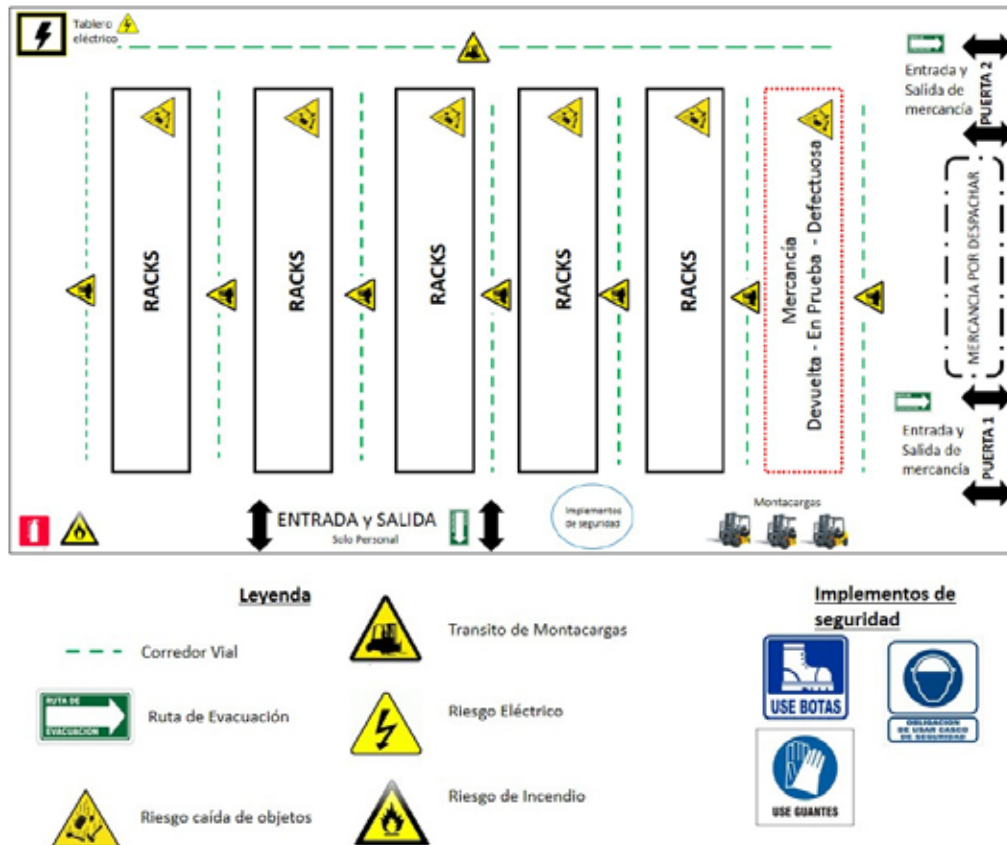 Tablero
eléctrico
Entrada y
Salida de
mercancía
PUERTA 2
RACKS
RACKS
RACKS
RACKS
RACKS
Mercancía
Devuelta - En Prueba - Defectuosa
MERCANCIA POR DESPACHAR
Entrada y
Salida de
mercancía
PUERTA 1
ENTRADA y SALIDA
Solo Personal
Implementos
de seguridad
Montacargas
Leyenda
Corredor Vial
RUTA DE
EVACUACIÓN
Ruta de Evacuación
Riesgo caída de objetos
Transito de Montacargas
Riesgo Eléctrico
Riesgo de Incendio
Implementos de
seguridad
USE BOTAS
OBLIGACION
DE USAR CASCO
DE SEGURIDAD
USE GUANTES